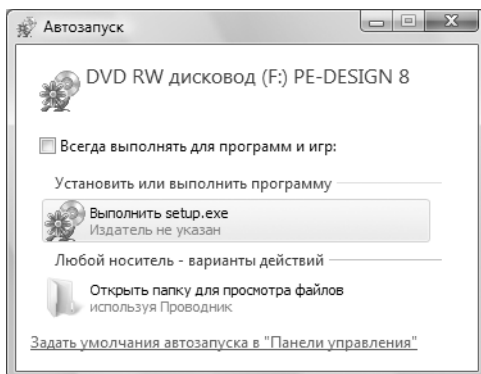 Автозапуск
DVD RW дисковод (F:) PE-DESIGN 8
Всегда выполнять для программ и игр:
Установить или выполнить программу
Выполнить setup.exe
Издатель не указан
Любой носитель - варианты действий
Открыть папку для просмотра файлов
используя Проводник
Задать умолчания автозапуска в "Панели управления"